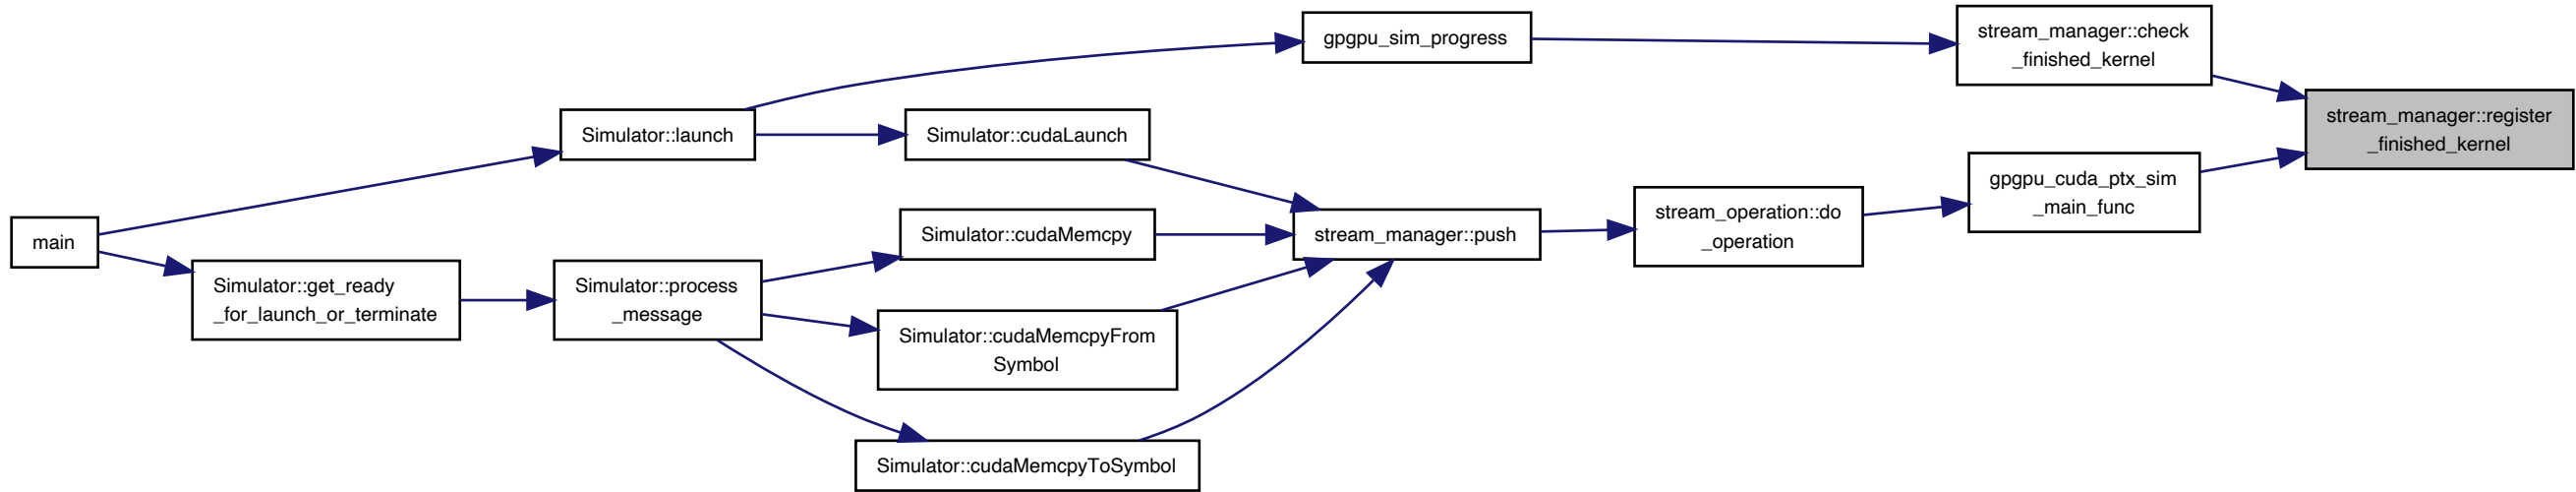 main
Simulator::launch
Simulator::get_ready
_for_launch_or_terminate
Simulator::process
_message
gpgpu_sim_progress
Simulator::cudaLaunch
Simulator::cudaMemcpy
Simulator::cudaMemcpyFrom
Symbol
Simulator::cudaMemcpyToSymbol
stream_manager::push
stream_operation::do
_operation
stream_manager::check
_finished_kernel
gpgpu_cuda_ptx_sim
_main_func
stream_manager::register
_finished_kernel